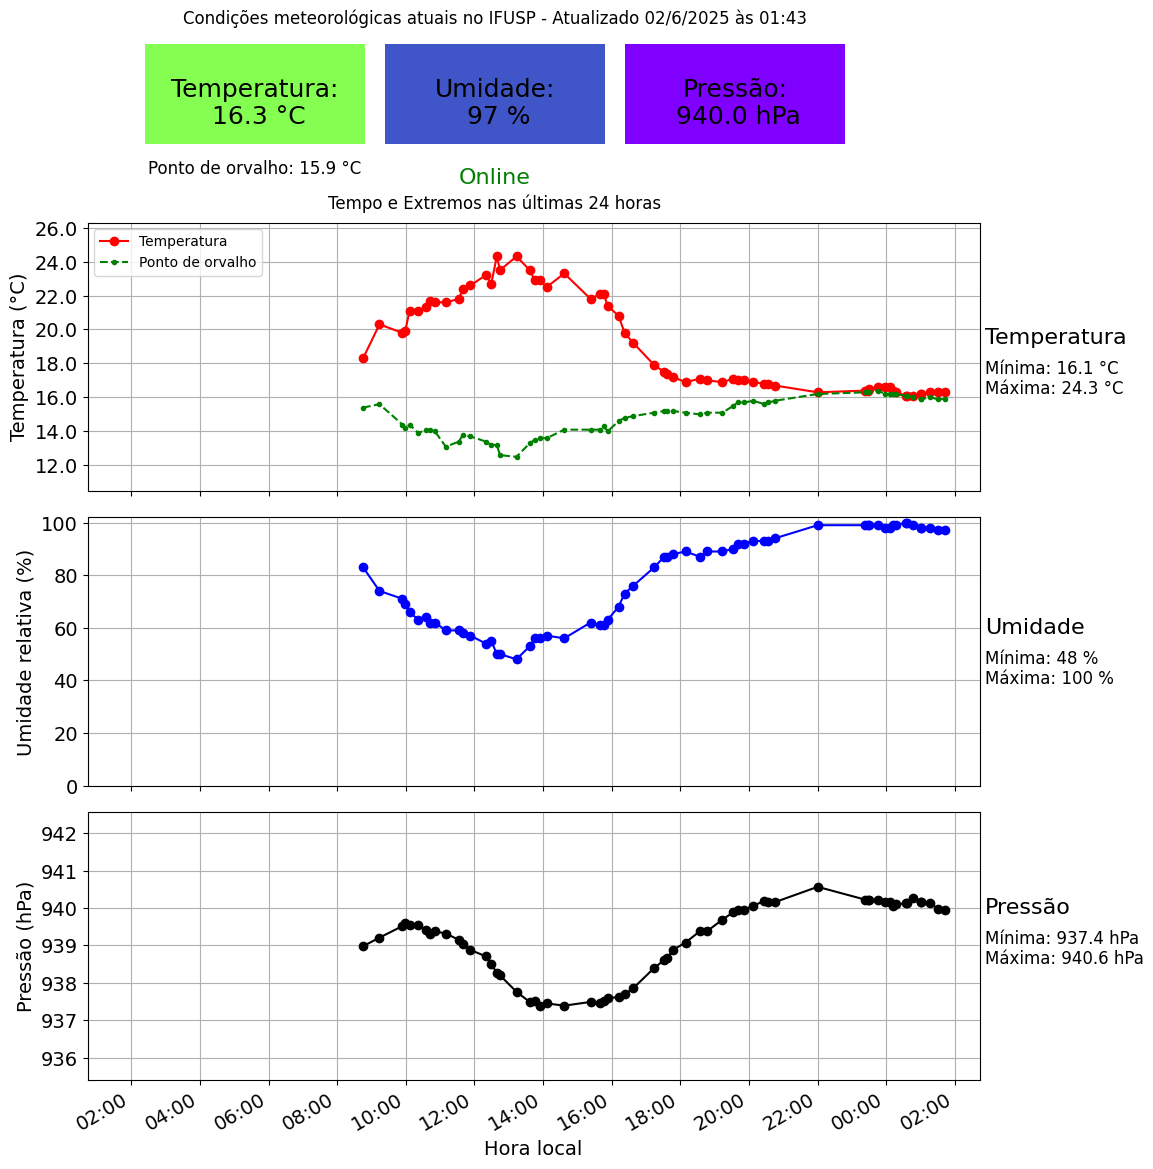 Condições meteorológicas atuais no IFUSP - Atualizado 02/6/2025 às 01:43
Temperatura:
16.3 °C
Umidade:
97 %
Pressão:
940.0 hPa
Ponto de orvalho: 15.9 °C
Online
Tempo e Extremos nas últimas 24 horas
Temperatura
Ponto de orvalho
Temperatura (°C)
26.0
24.0
22.0
20.0
18.0
16.0
14.0
12.0
Temperatura
Mínima: 16.1 °C
Máxima: 24.3 °C
Umidade relativa (%)
100
80
60
40
20
0
Umidade
Mínima: 48 %
Máxima: 100 %
Pressão (hPa)
942
941
940
939
938
937
936
Pressão
Mínima: 937.4 hPa
Máxima: 940.6 hPa
02:00 04:00 06:00 08:00 10:00 12:00 14:00 16:00 18:00 20:00 22:00 00:00 02:00
Hora local